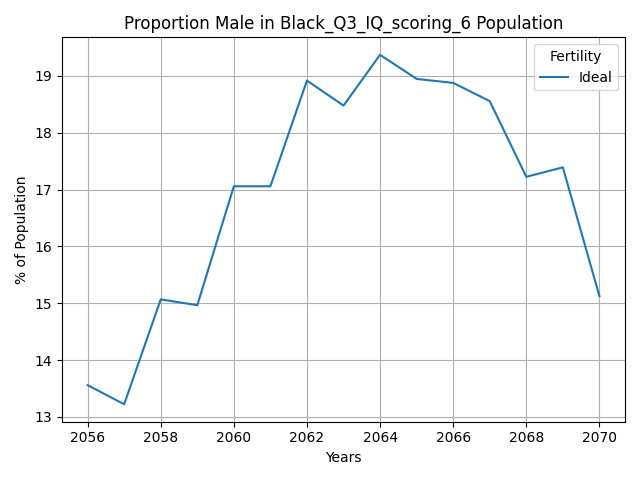 Proportion Male in Black_Q3_IQ_scoring_6 Population
Fertility
Ideal
% of Population
19
18
17
16
15
14
13
2056 2058 2060 2062 2064 2066 2068 2070
Years